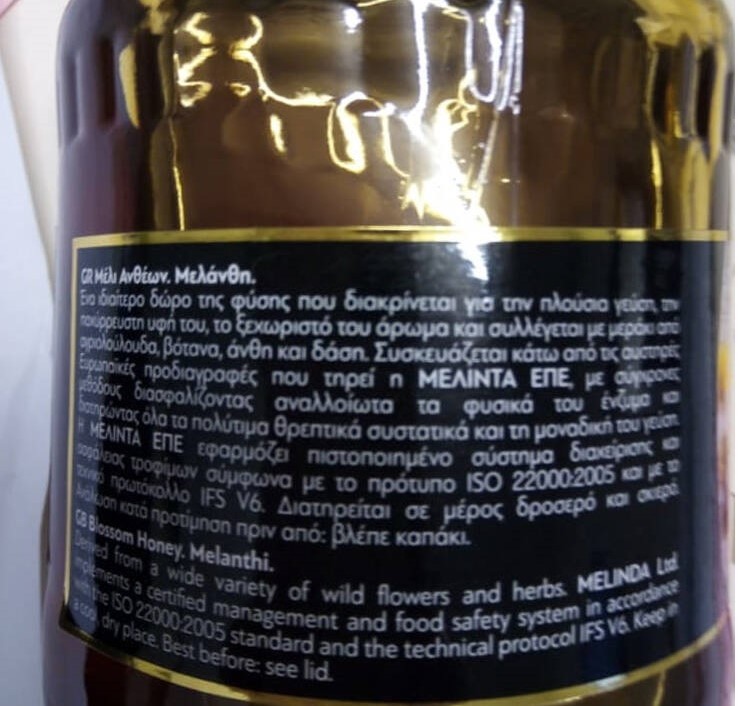 GR Μέλι Ανθέων. Μελάνθη.
Ένα ιδιαίτερο δώρο της φύσης που διακρίνεται για την πλούσια γεύση, την
παχύρρευστη υφή του, το ξεχωριστό του άρωμα και συλλέγεται με μεράκι από
αγριολούλουδα, βότανα, άνθη και δάση. Συσκευάζεται κάτω από τις αυστηρές
Ευρωπαϊκές προδιαγραφές που τηρεί η ΜΕΛΙΝΤΑ ΕΠΕ, με σύγχρονες
μεθόδους διασφαλίζοντας αναλλοίωτα τα φυσικά του ένζυμα και
διατηρώντας όλα τα πολύτιμα θρεπτικά συστατικά και τη μοναδική του γεύση.
Η ΜΕΛΙΝΤΑ ΕΠΕ εφαρμόζει πιστοποιημένο σύστημα διαχείρισης και
ασφάλειας τροφίμων σύμφωνα με το πρότυπο ISO 22000:2005 και με το
τεχνικό πρωτόκολλο IFS V6. Διατηρείται σε μέρος δροσερό και σκιερό.
Ανάλωση κατά προτίμηση πριν από: βλέπε καπάκι.
GB Blossom Honey. Melanthi.
Derived from a wide variety of wild flowers and herbs. MELINDA Ltd.
implements a certified management and food safety system in accordance
with the ISO 22000:2005 standard and the technical protocol IFS V6. Keep in
a cool, dry place. Best before: see lid.